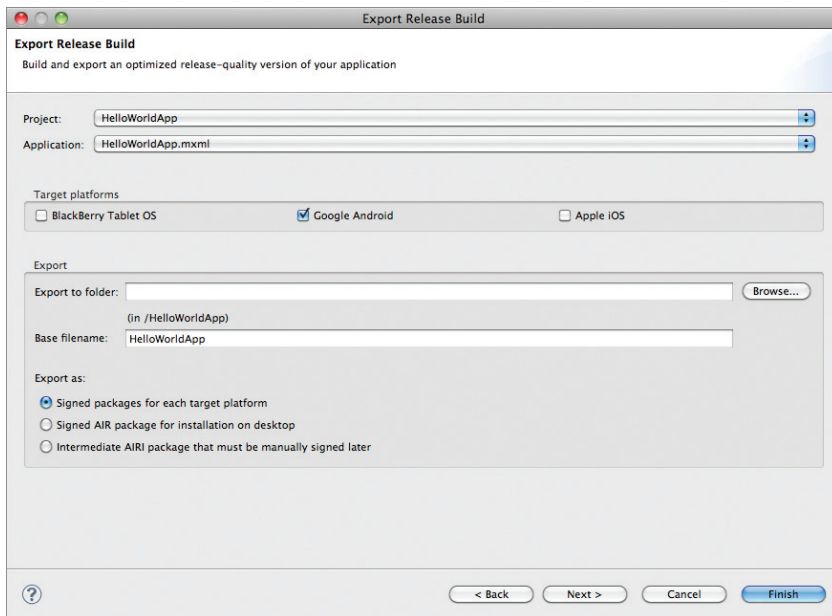 Export Release Build
Export Release Build
Build and export an optimized release-quality version of your application
Project: HelloWorldApp
Application: HelloWorldApp.mxml
Target platforms
BlackBerry Tablet OS Google Android Apple iOS
Export
Export to folder: Browse...
(in /HelloWorldApp)
Base filename: HelloWorldApp
Export as:
Signed packages for each target platform
Signed AIR package for installation on desktop
Intermediate AIRI package that must be manually signed later
? < Back Next > Cancel Finish